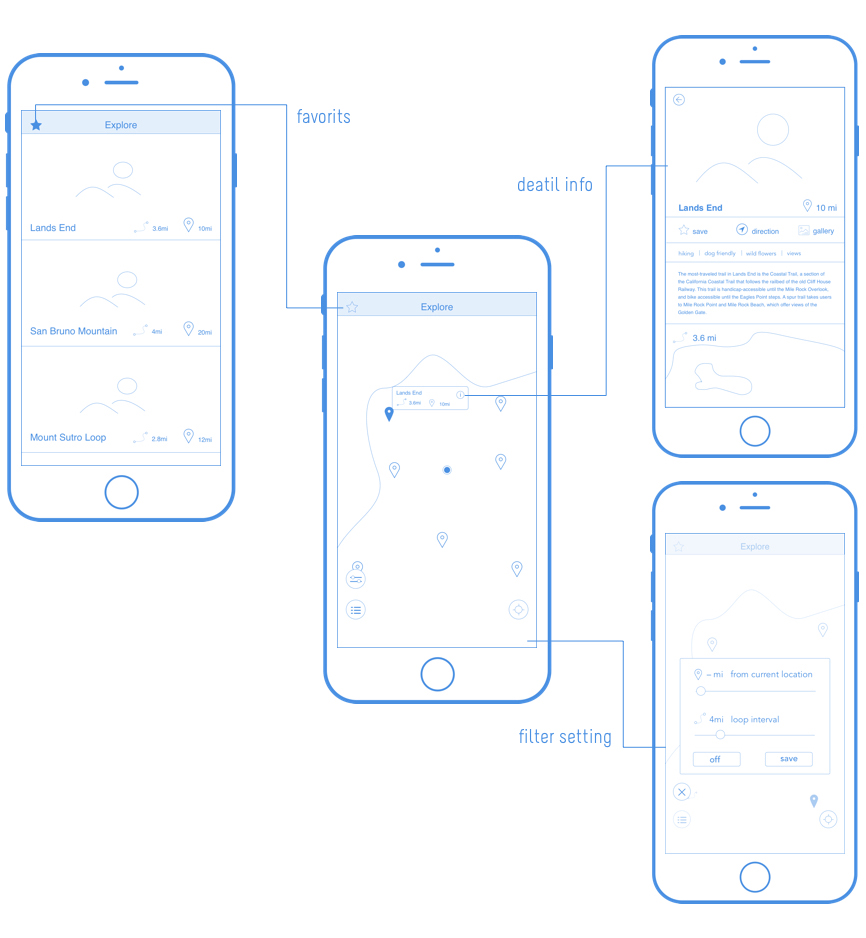 Explore
Lands End
3.6mi
10mi
San Bruno Mountain
4mi
20mi
Mount Sutro Loop
2.8mi
12mi
favorits
Explore
Lands End
3.6mi
10mi
deatil info
Lands End
10 mi
save
direction
gallery
hiking | dog friendly | wild flowers | views
The most-traveled trail in Lands End is the Coastal Trail, a section of
the California Coastal Trail that follows the railbed of the old Cliff House
Railway. This trail is handicap-accessible until the Mile Rock Overlook,
and bike accessible until the Eagles Point steps. A spur trail takes users
to Mile Rock Point and Mile Rock Beach, which offer views of the
Golden Gate.
3.6 mi
filter setting
Explore
– mi from current location
4mi loop interval
off
save